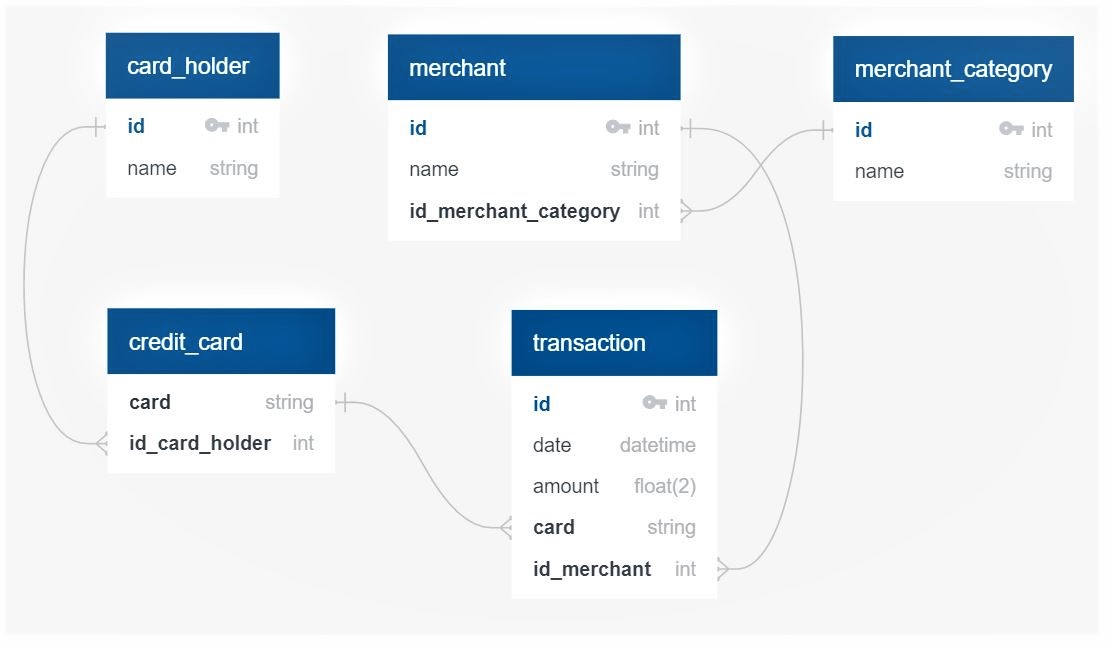 card_holder
id int
name string
merchant
id int
name string
id_merchant_category int
merchant_category
id int
name string
credit_card
card string
id_card_holder int
transaction
id int
date datetime
amount float(2)
card string
id_merchant int